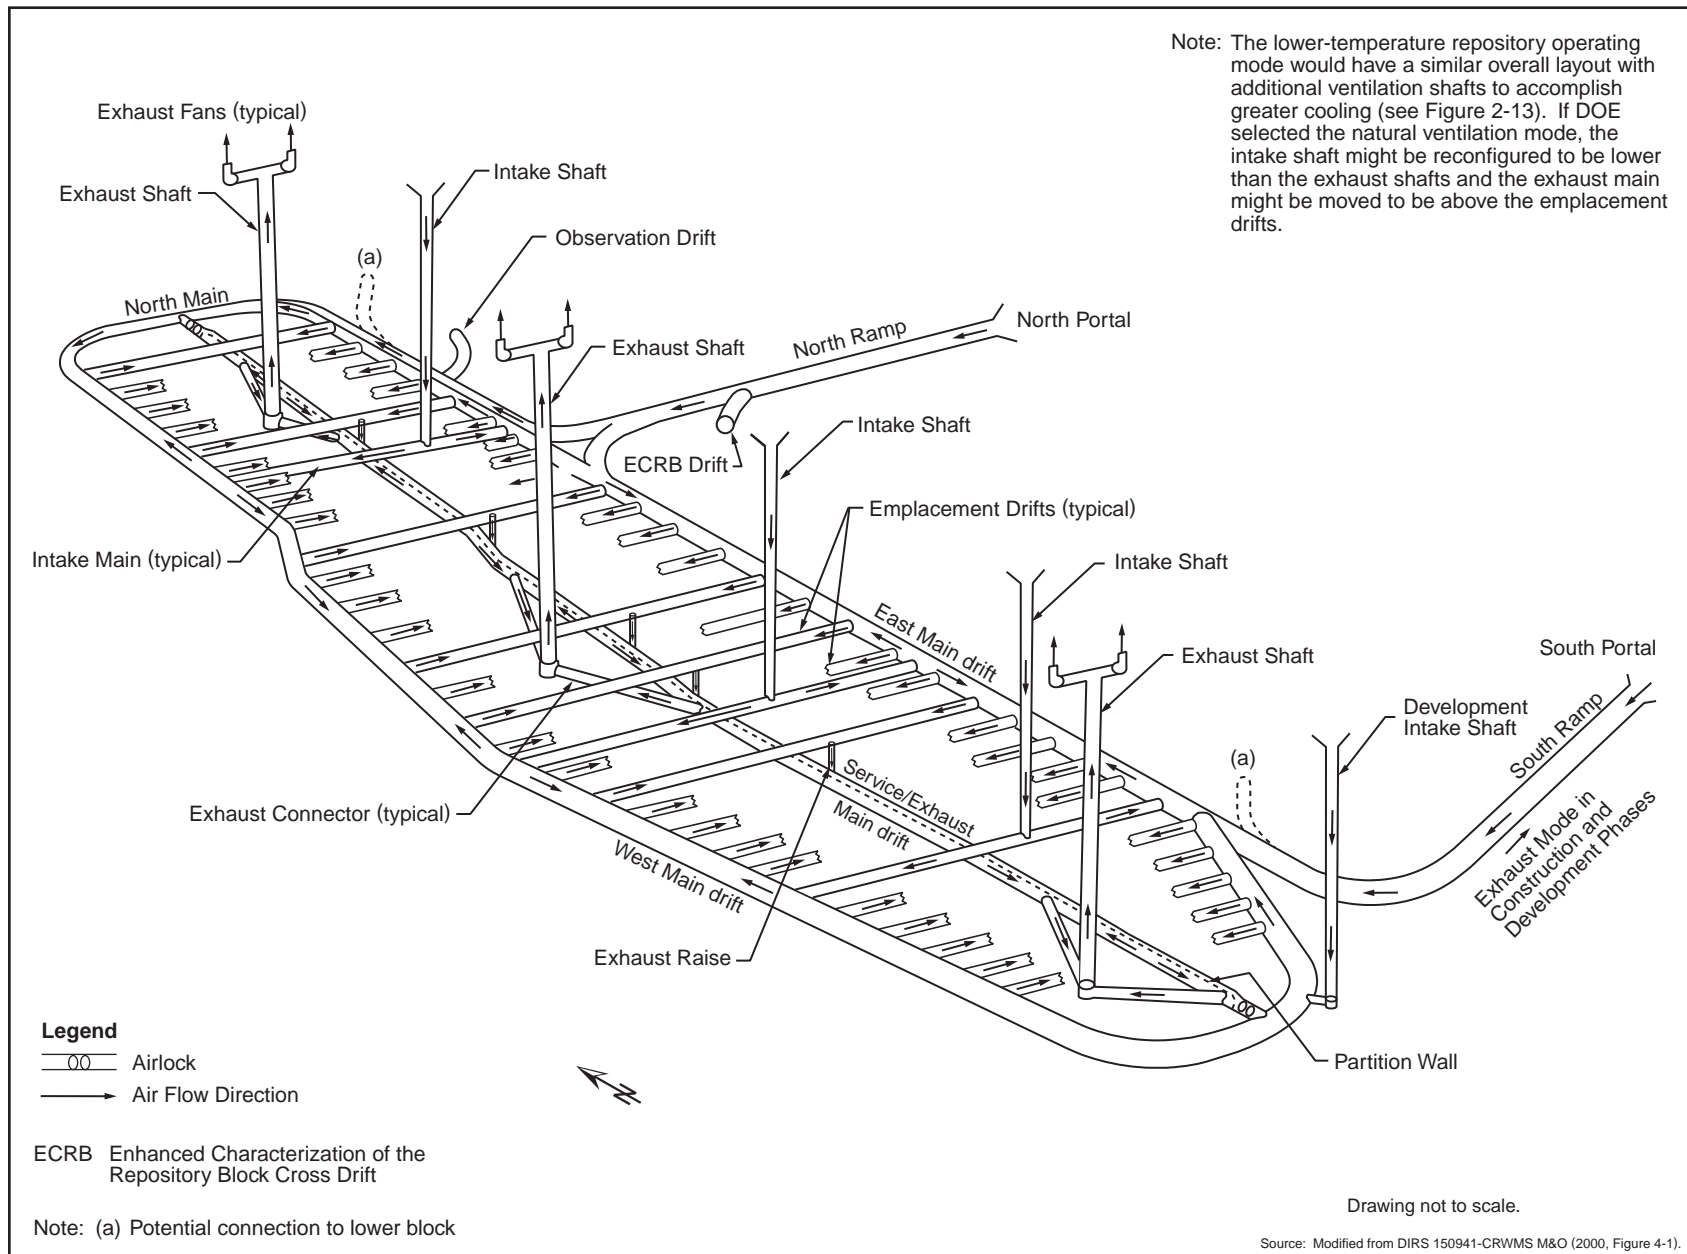 Note: The lower-temperature repository operating
mode would have a similar overall layout with
additional ventilation shafts to accomplish
greater cooling (see Figure 2-13). If DOE
selected the natural ventilation mode, the
intake shaft might be reconfigured to be lower
than the exhaust shafts and the exhaust main
might be moved to be above the emplacement
drifts.
Exhaust Fans (typical)
Exhaust Shaft
Intake Shaft
Observation Drift
(a)
North Main
North Ramp
North Portal
Exhaust Shaft
Intake Shaft
ECRB Drift
Emplacement Drifts (typical)
Intake Main (typical)
Intake Shaft
East Main drift
Exhaust Shaft
South Portal
Development
Intake Shaft
South Ramp
(a)
Exhaust Mode in
Construction and
Development Phases
Service/Exhaust
Main drift
Exhaust Connector (typical)
West Main drift
Exhaust Raise
Partition Wall
Legend
Airlock
Air Flow Direction
N
ECRB Enhanced Characterization of the
Repository Block Cross Drift
Note: (a) Potential connection to lower block
Drawing not to scale.
Source: Modified from DIRS 150941-CRWMS M&O (2000, Figure 4-1).